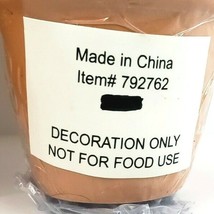 Made in China
Item# 792762
DECORATION ONLY
NOT FOR FOOD USE